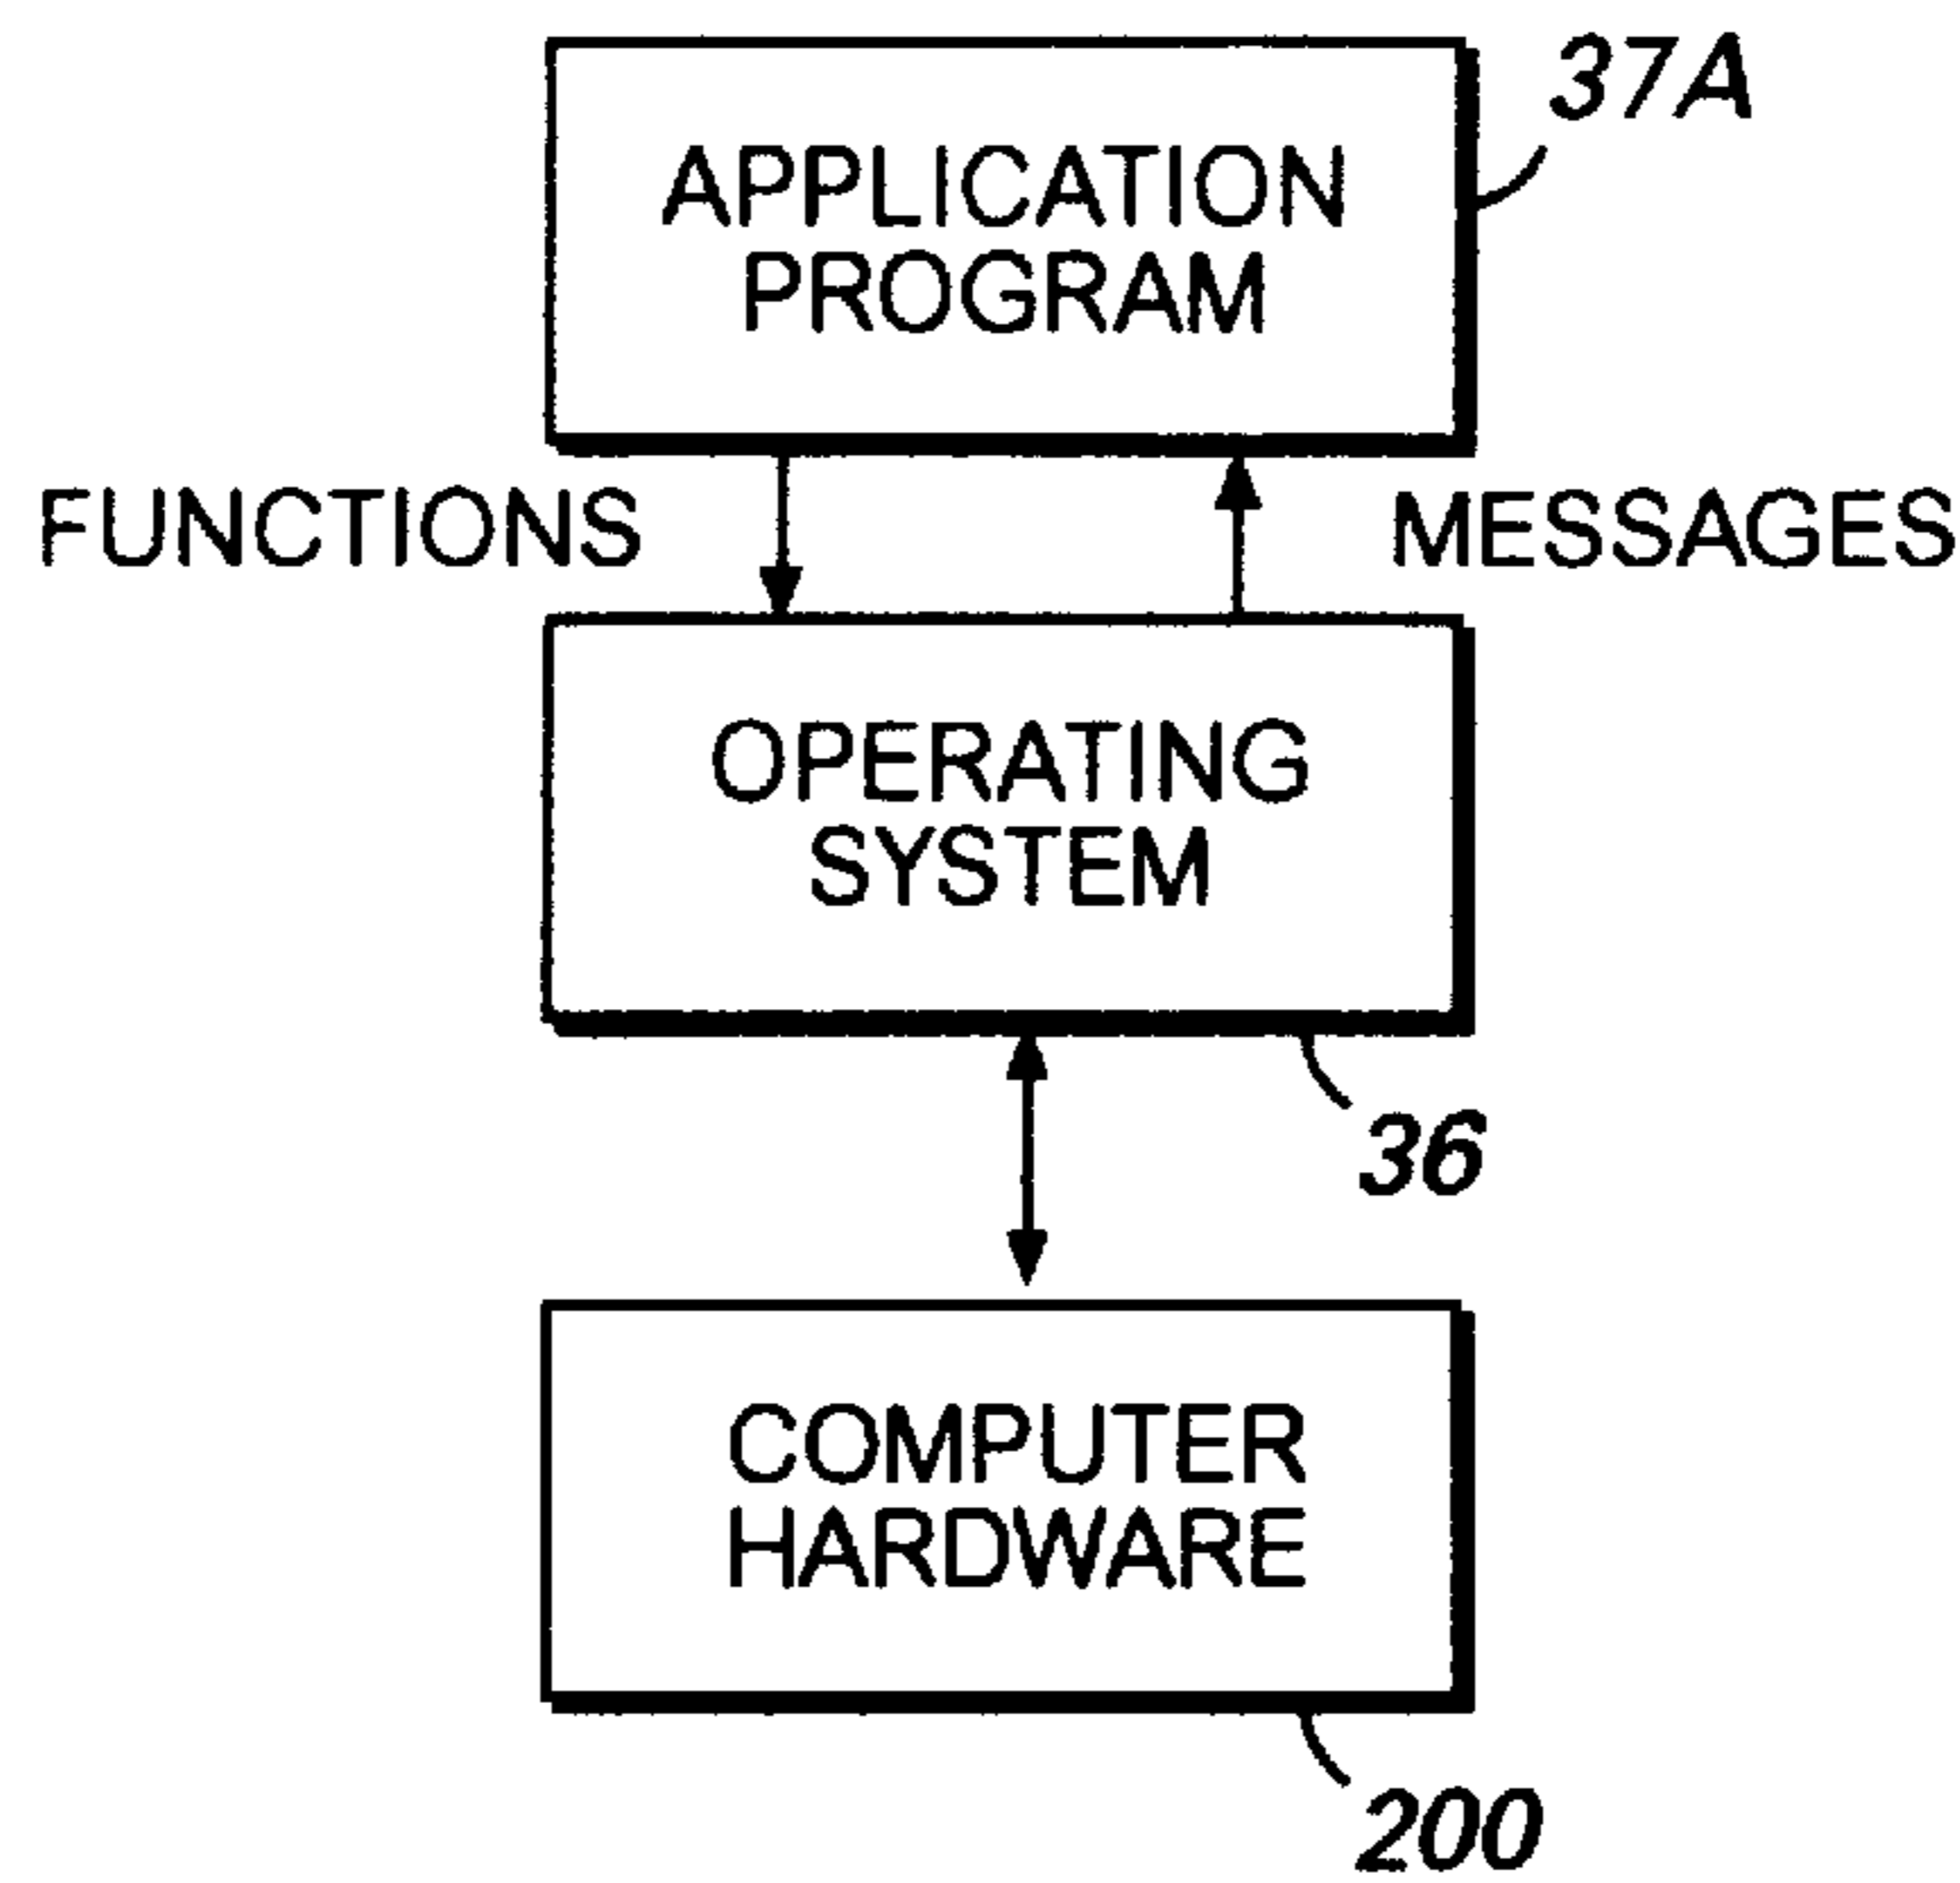 37A
APPLICATION
PROGRAM
FUNCTIONS
MESSAGES
OPERATING
SYSTEM
36
COMPUTER
HARDWARE
200